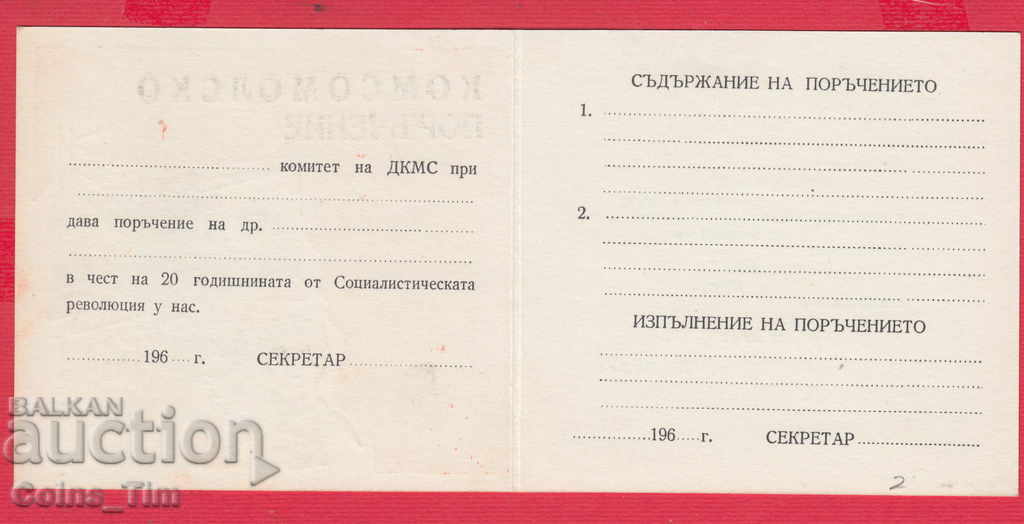 КОМСОМОЛСКО
ПОРЪЧЕНИЕ
.................... комитет на ДКМС при
........................................
дава поръчение на др. ....................
........................................
в чест на 20 годишнината от Социалистическата
революция у нас.
............... 196 .... г. СЕКРЕТАР ....................
СЪДЪРЖАНИЕ НА ПОРЪЧЕНИЕТО
1. ........................................
........................................
........................................
........................................
2. ........................................
........................................
........................................
........................................
ИЗПЪЛНЕНИЕ НА ПОРЪЧЕНИЕТО
........................................
........................................
........................................
............... 196 ..... г. СЕКРЕТАР ....................
2
BALKAN
auction
Coins_Tim